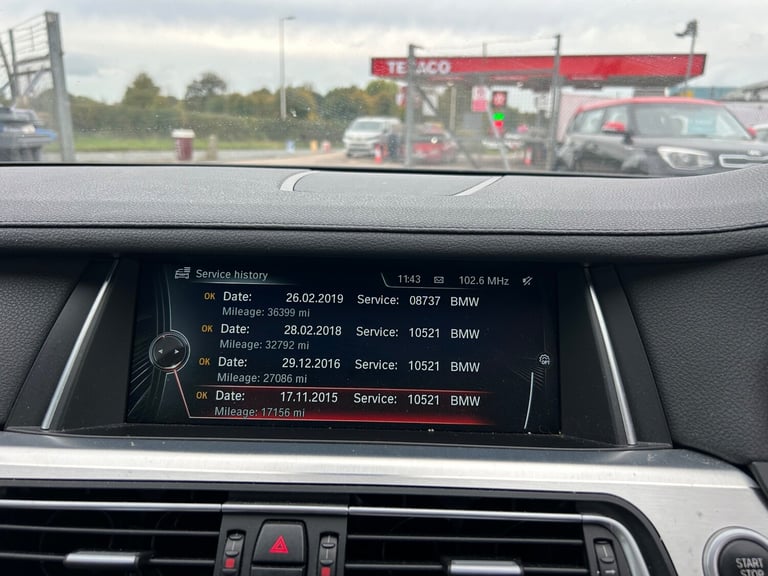 TEXACO
Service history
11:43 102.6 MHz
OK Date: 26.02.2019 Service: 08737 BMW
Mileage: 36399 mi
OK Date: 28.02.2018 Service: 10521 BMW
Mileage: 32792 mi
OK Date: 29.12.2016 Service: 10521 BMW
Mileage: 27086 mi
OK Date: 17.11.2015 Service: 10521 BMW
Mileage: 17156 mi
START
STOP